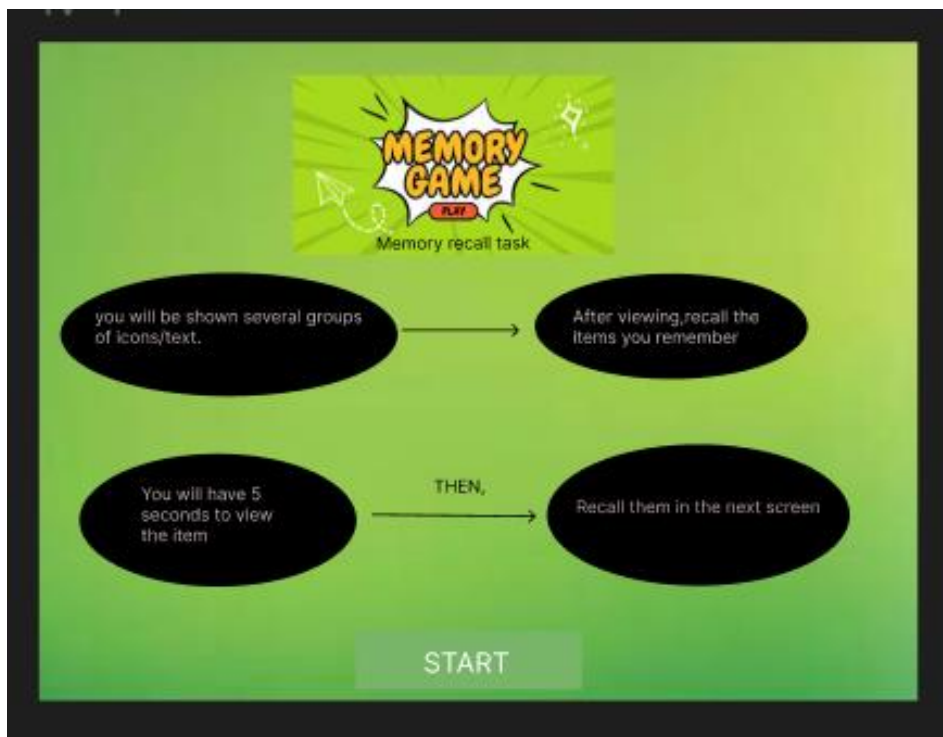 MEMORY
GAME
PLAY
Memory recall task
you will be shown several groups
of icons/text.
After viewing,recall the
items you remember
You will have 5
seconds to view
the item
THEN,
Recall them in the next screen
START